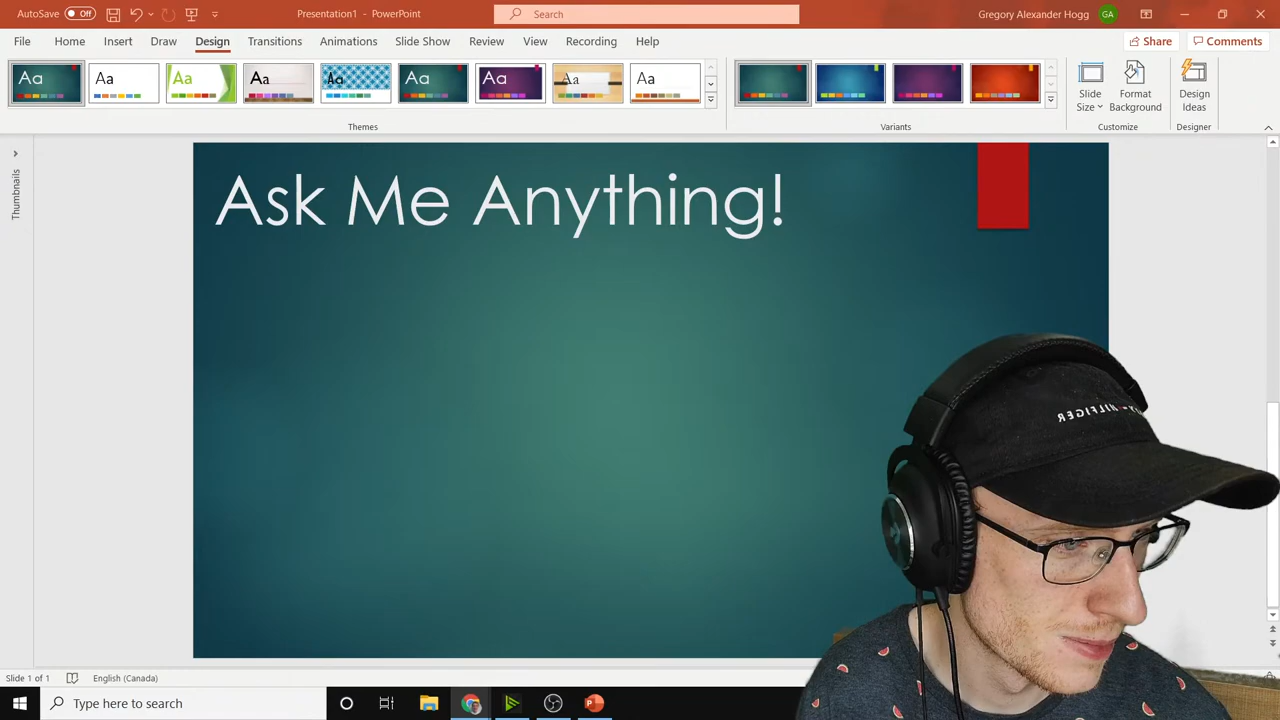 AutoSave Off Presentation1 - PowerPoint Search Gregory Alexander Hogg GA
File Home Insert Draw Design Transitions Animations Slide Show Review View Recording Help Share Comments
Aa Aa Aa Aa Aa Aa Aa Aa Aa
Slide Size Format Background Design Ideas
Themes Variants Customize Designer
Thumbnails
Ask Me Anything!
Slide 1 of 1 English (Canada)
Type here to search